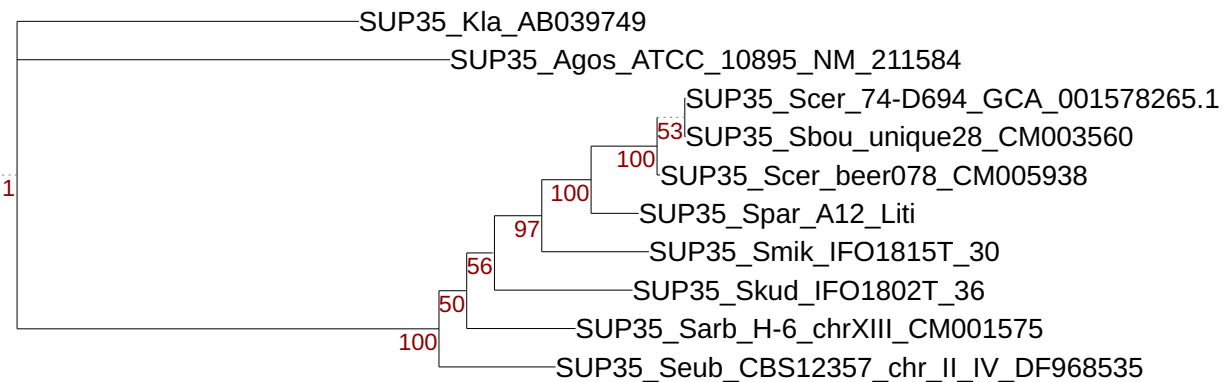 SUP35_Kla_AB039749
SUP35_Agos_ATCC_10895_NM_211584
SUP35_Scer_74-D694_GCA_001578265.1
53
SUP35_Sbou_unique28_CM003560
100
SUP35_Scer_beer078_CM005938
1
100
SUP35_Spar_A12_Liti
97
SUP35_Smik_IFO1815T_30
56
SUP35_Skud_IFO1802T_36
50
SUP35_Sarb_H-6_chrXIII_CM001575
100
SUP35_Seub_CBS12357_chr_II_IV_DF968535